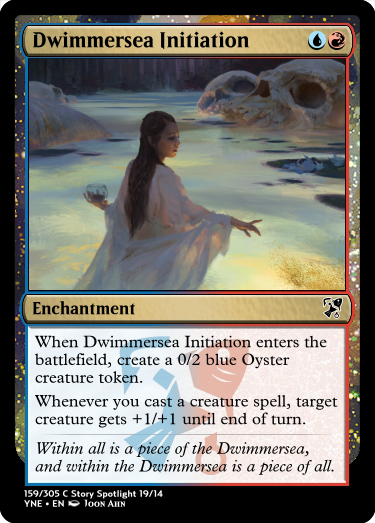 Dwimmersea Initiation
Enchantment
When Dwimmersea Initiation enters the
battlefield, create a 0/2 blue Oyster
creature token.
Whenever you cast a creature spell, target
creature gets +1/+1 until end of turn.
Within all is a piece of the Dwimmersea,
and within the Dwimmersea is a piece of all.
159/305 C Story Spotlight 19/14
YNE • EN Joon Ahn